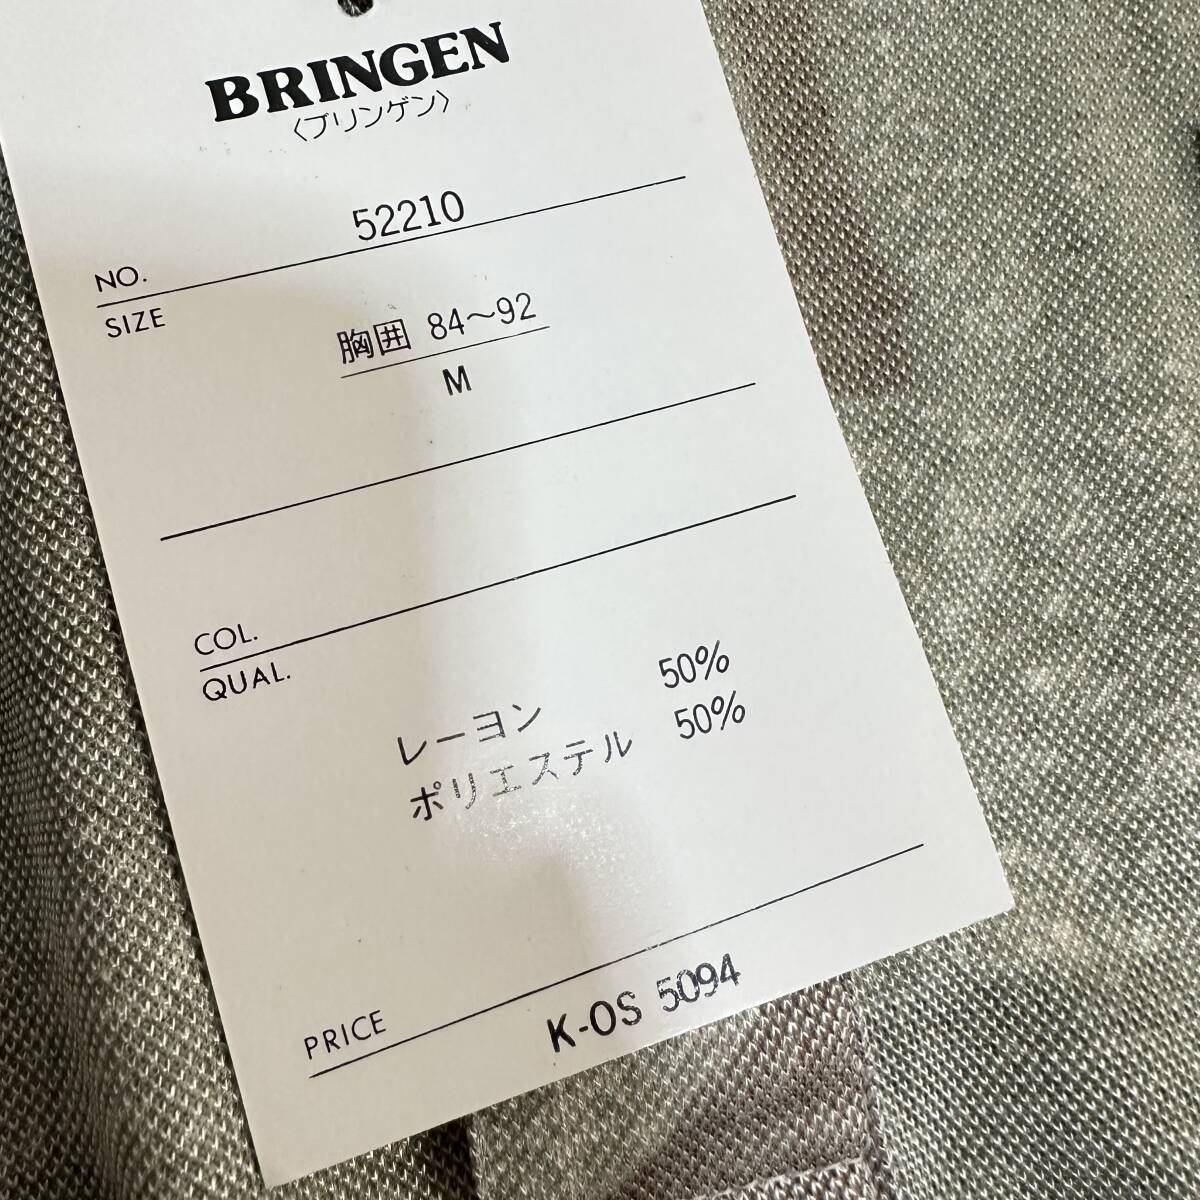 BRINGEN
〈ブリンゲン〉
NO. 52210
SIZE
胸囲 84〜92
M
COL.
QUAL.
レーヨン 50%
ポリエステル 50%
PRICE
K-OS 5094